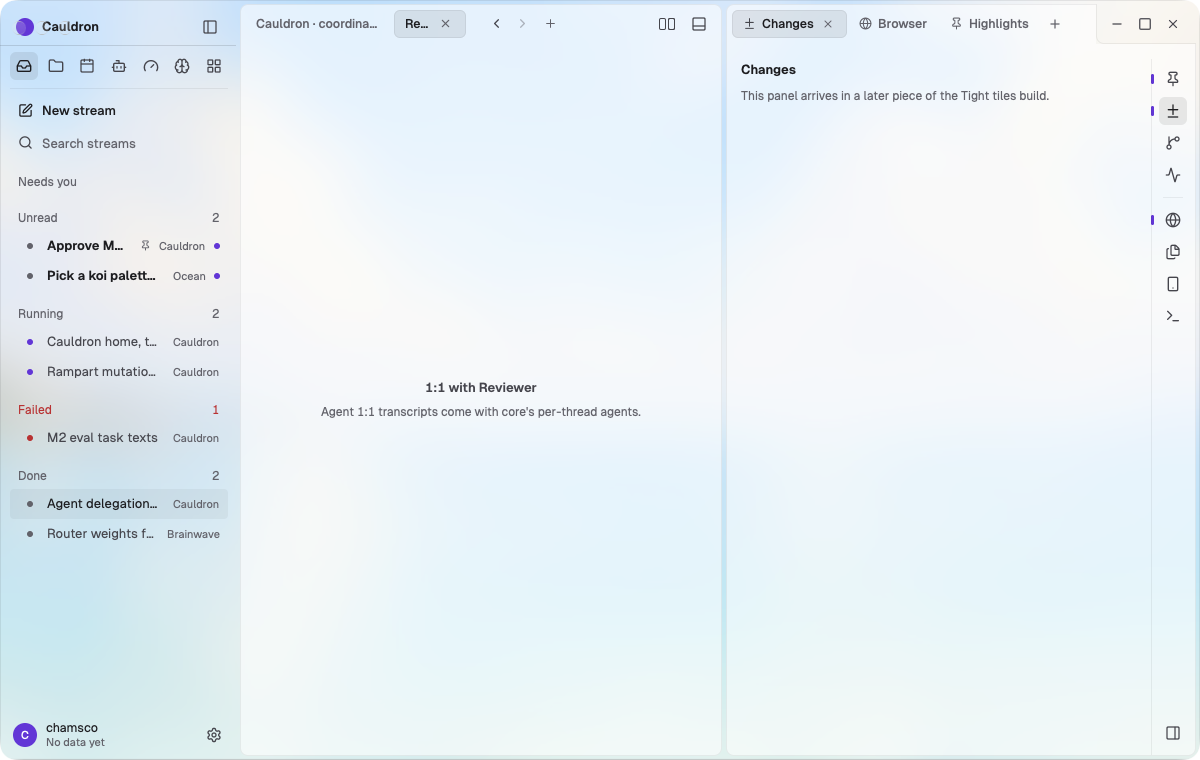 Cauldron
New stream
Search streams
Needs you
Unread 2
Approve M... Cauldron
Pick a koi palett... Ocean
Running 2
Cauldron home, t... Cauldron
Rampart mutatio... Cauldron
Failed 1
M2 eval task texts Cauldron
Done 2
Agent delegation... Cauldron
Router weights f... Brainwave
C
chamsco
No data yet
Cauldron · coordina...
Re...
1:1 with Reviewer
Agent 1:1 transcripts come with core's per-thread agents.
Changes
Browser
Highlights
Changes
This panel arrives in a later piece of the Tight tiles build.